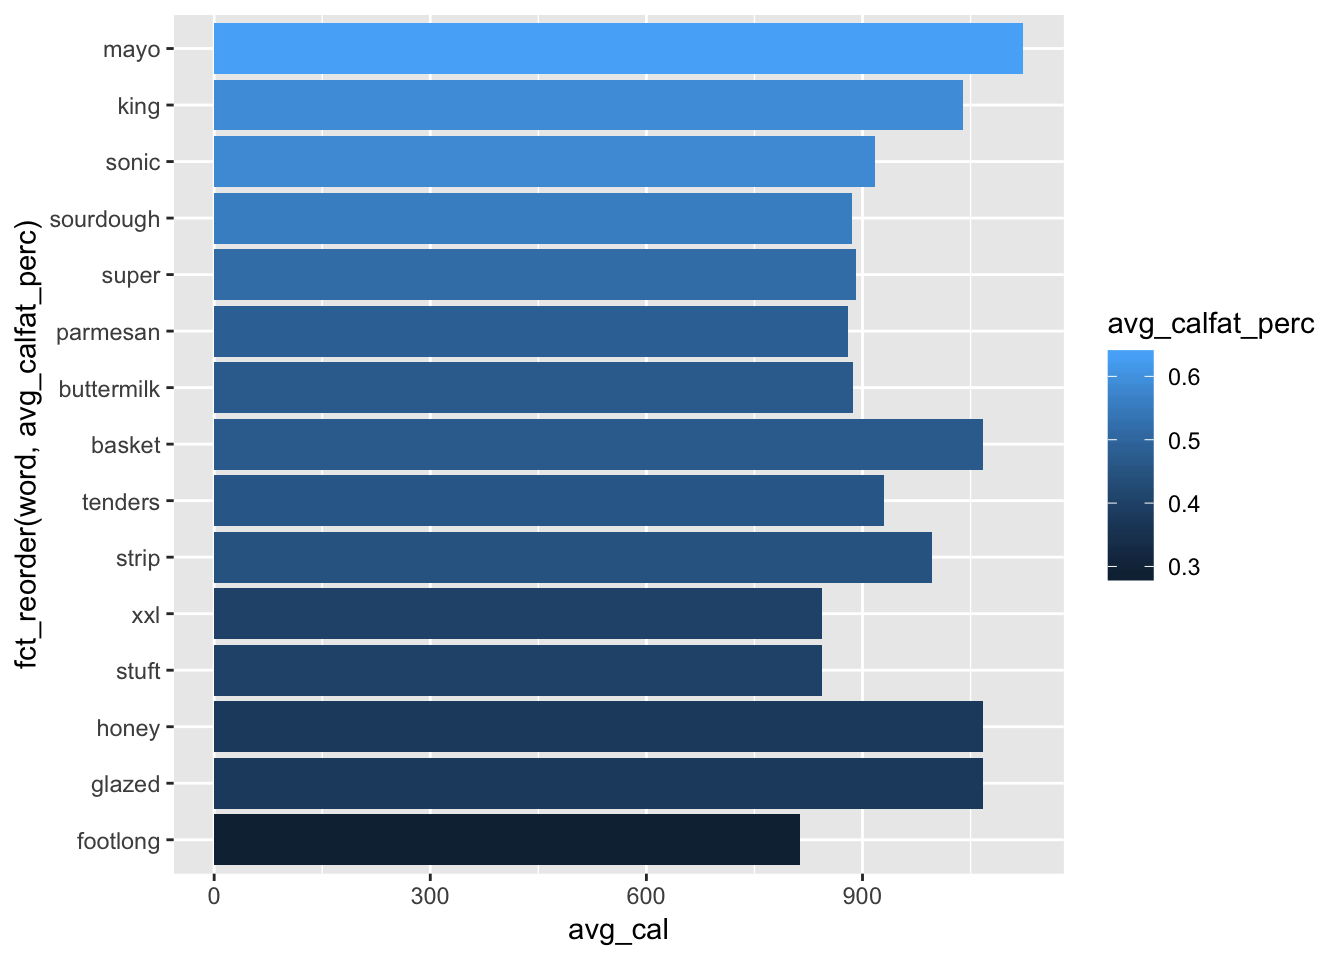 fct_reorder(word, avg_calfat_perc)
mayo
king
sonic
sourdough
super
parmesan
buttermilk
basket
tenders
strip
xxl
stuft
honey
glazed
footlong
0 300 600 900
avg_cal
avg_calfat_perc
0.6
0.5
0.4
0.3